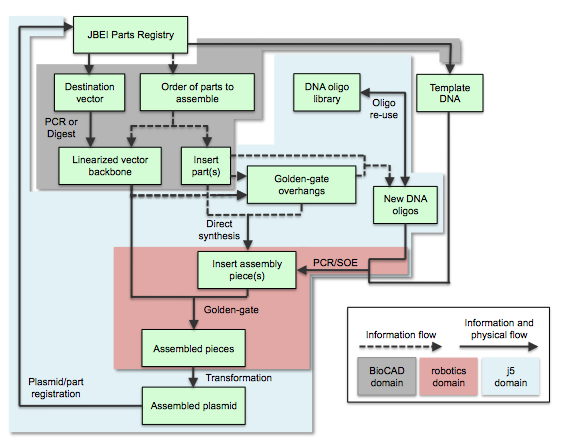 JBEI Parts Registry
Destination
vector
Order of parts to
assemble
DNA oligo
library
Template
DNA
Oligo
re-use
PCR or
Digest
Linearized vector
backbone
Insert
part(s)
Golden-gate
overhangs
New DNA
oligos
Direct
synthesis
Insert assembly
piece(s)
PCR/SOE
Golden-gate
Assembled pieces
Transformation
Plasmid/part
registration
Assembled plasmid
Information flow
Information and
physical flow
BioCAD
domain
robotics
domain
j5
domain